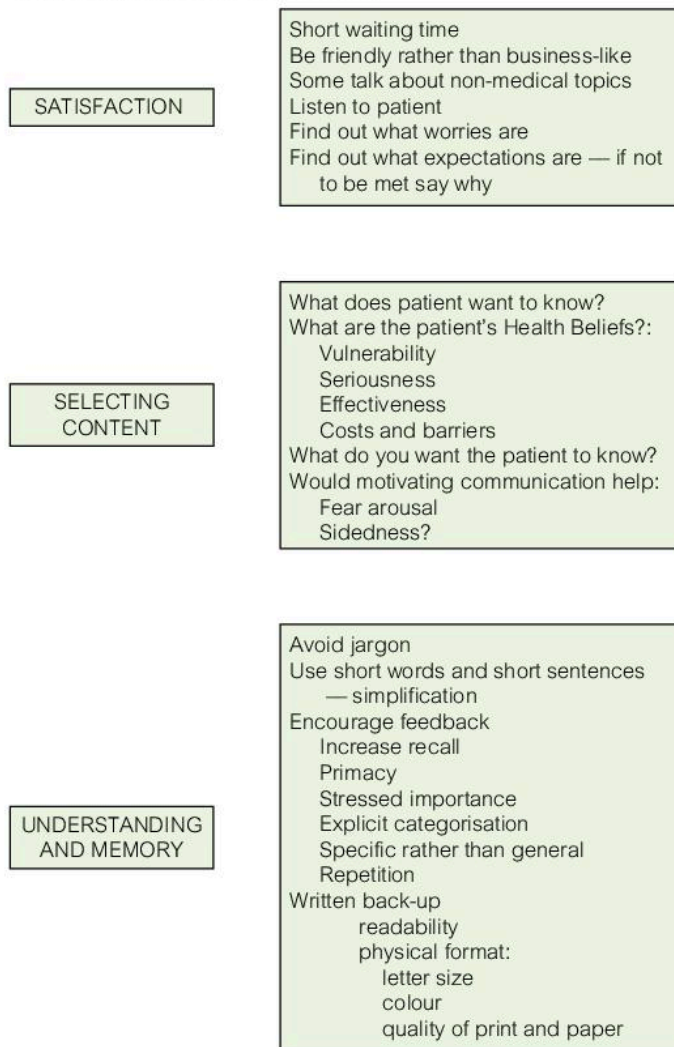 SATISFACTION
Short waiting time
Be friendly rather than business-like
Some talk about non-medical topics
Listen to patient
Find out what worries are
Find out what expectations are — if not
to be met say why
SELECTING
CONTENT
What does patient want to know?
What are the patient's Health Beliefs?:
Vulnerability
Seriousness
Effectiveness
Costs and barriers
What do you want the patient to know?
Would motivating communication help:
Fear arousal
Sidedness?
UNDERSTANDING
AND MEMORY
Avoid jargon
Use short words and short sentences
— simplification
Encourage feedback
Increase recall
Primacy
Stressed importance
Explicit categorisation
Specific rather than general
Repetition
Written back-up
readability
physical format:
letter size
colour
quality of print and paper